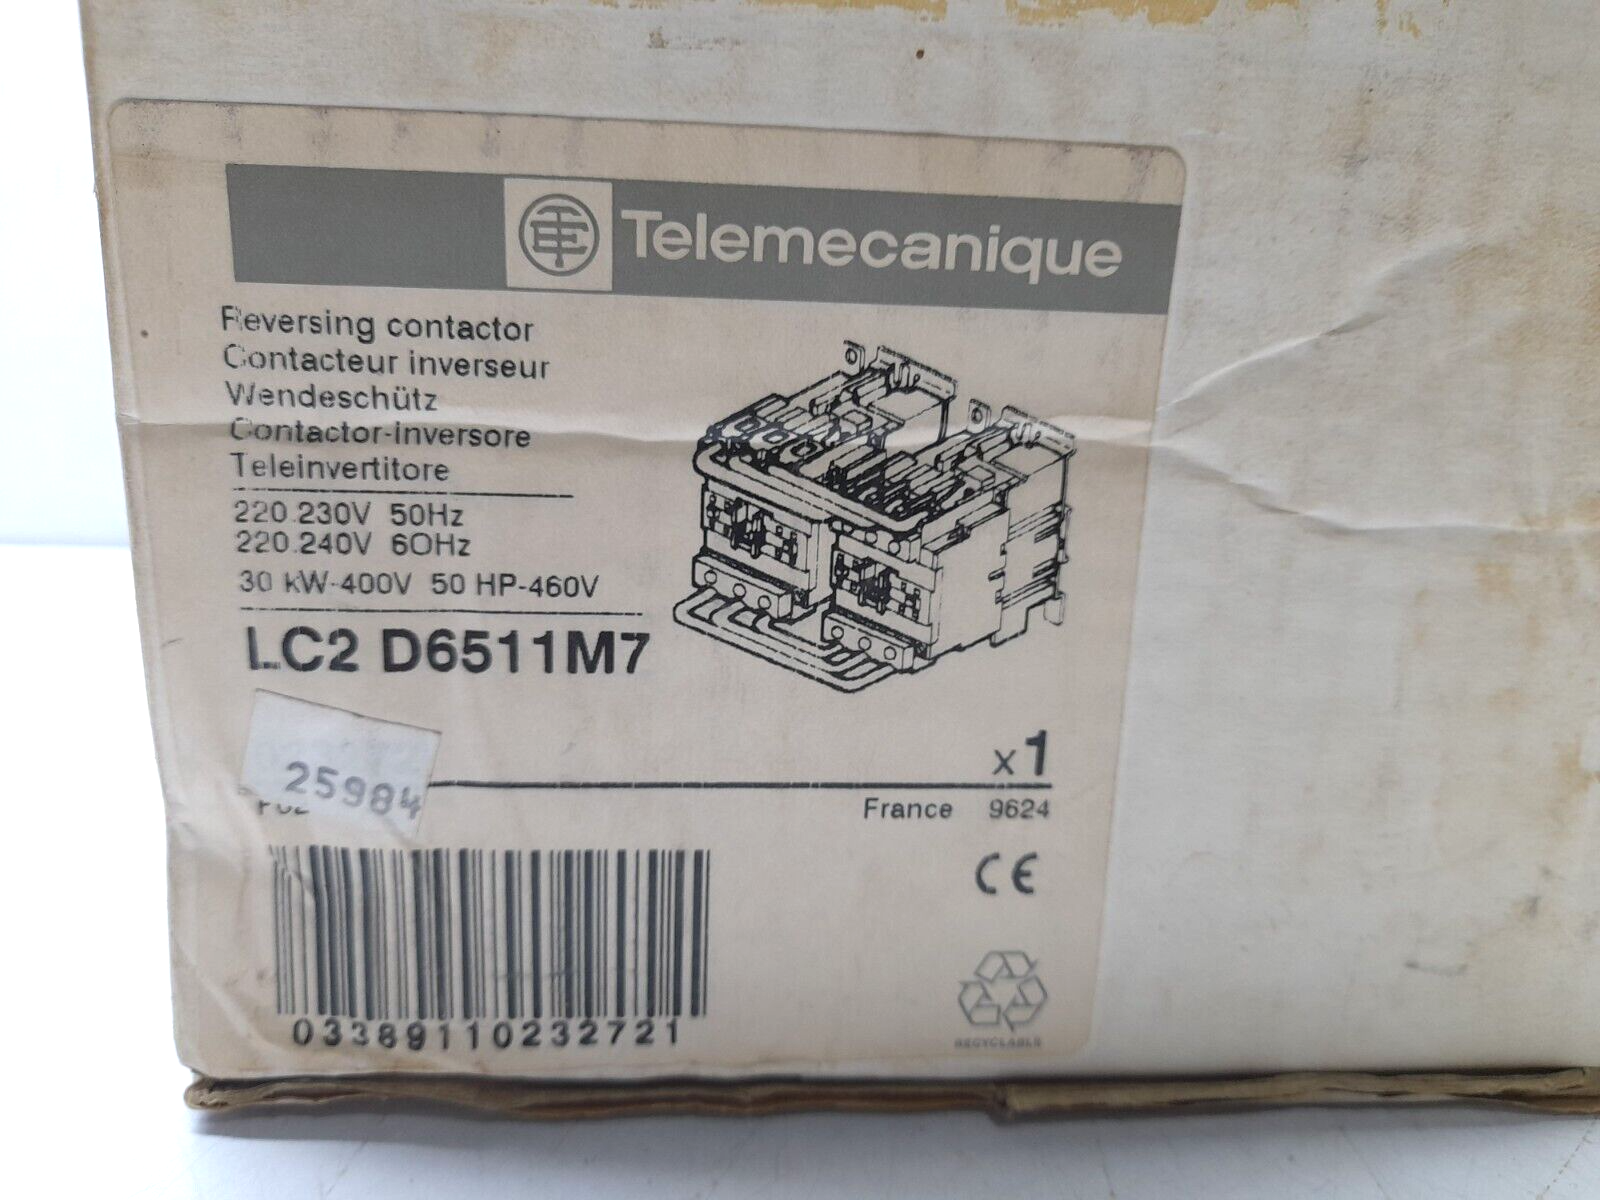 Telemecanique
Reversing contactor
Contacteur inverseur
Wendeschütz
Contactor-inversore
Teleinvertitore
220.230V 50Hz
220.240V 60Hz
30 kW-400V 50 HP-460V
LC2 D6511M7
x1
25984
France 9624
CE
03389110232721
RECYCLABLE